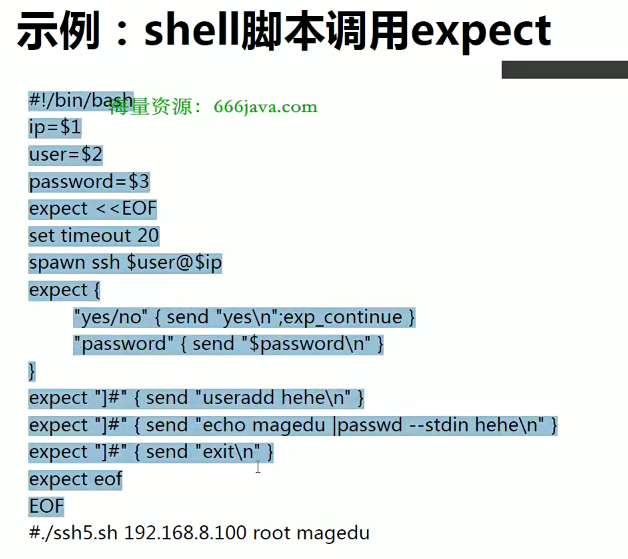 示例：shell脚本调用expect
#!/bin/bash
海量资源：666java.com
ip=$1
user=$2
password=$3
expect <<EOF
set timeout 20
spawn ssh $user@$ip
expect {
"yes/no" { send "yes\n";exp_continue }
"password" { send "$password\n" }
}
expect "]#" { send "useradd hehe\n" }
expect "]#" { send "echo magedu |passwd --stdin hehe\n" }
expect "]#" { send "exit\n" }
expect eof
EOF
#./ssh5.sh 192.168.8.100 root magedu